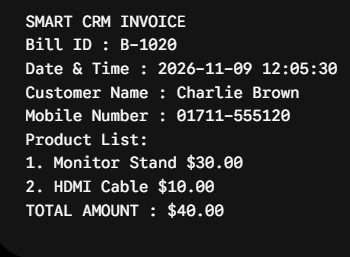 SMART CRM INVOICE
Bill ID : B-1020
Date & Time : 2026-11-09 12:05:30
Customer Name : Charlie Brown
Mobile Number : 01711-555120
Product List:
1. Monitor Stand $30.00
2. HDMI Cable $10.00
TOTAL AMOUNT : $40.00